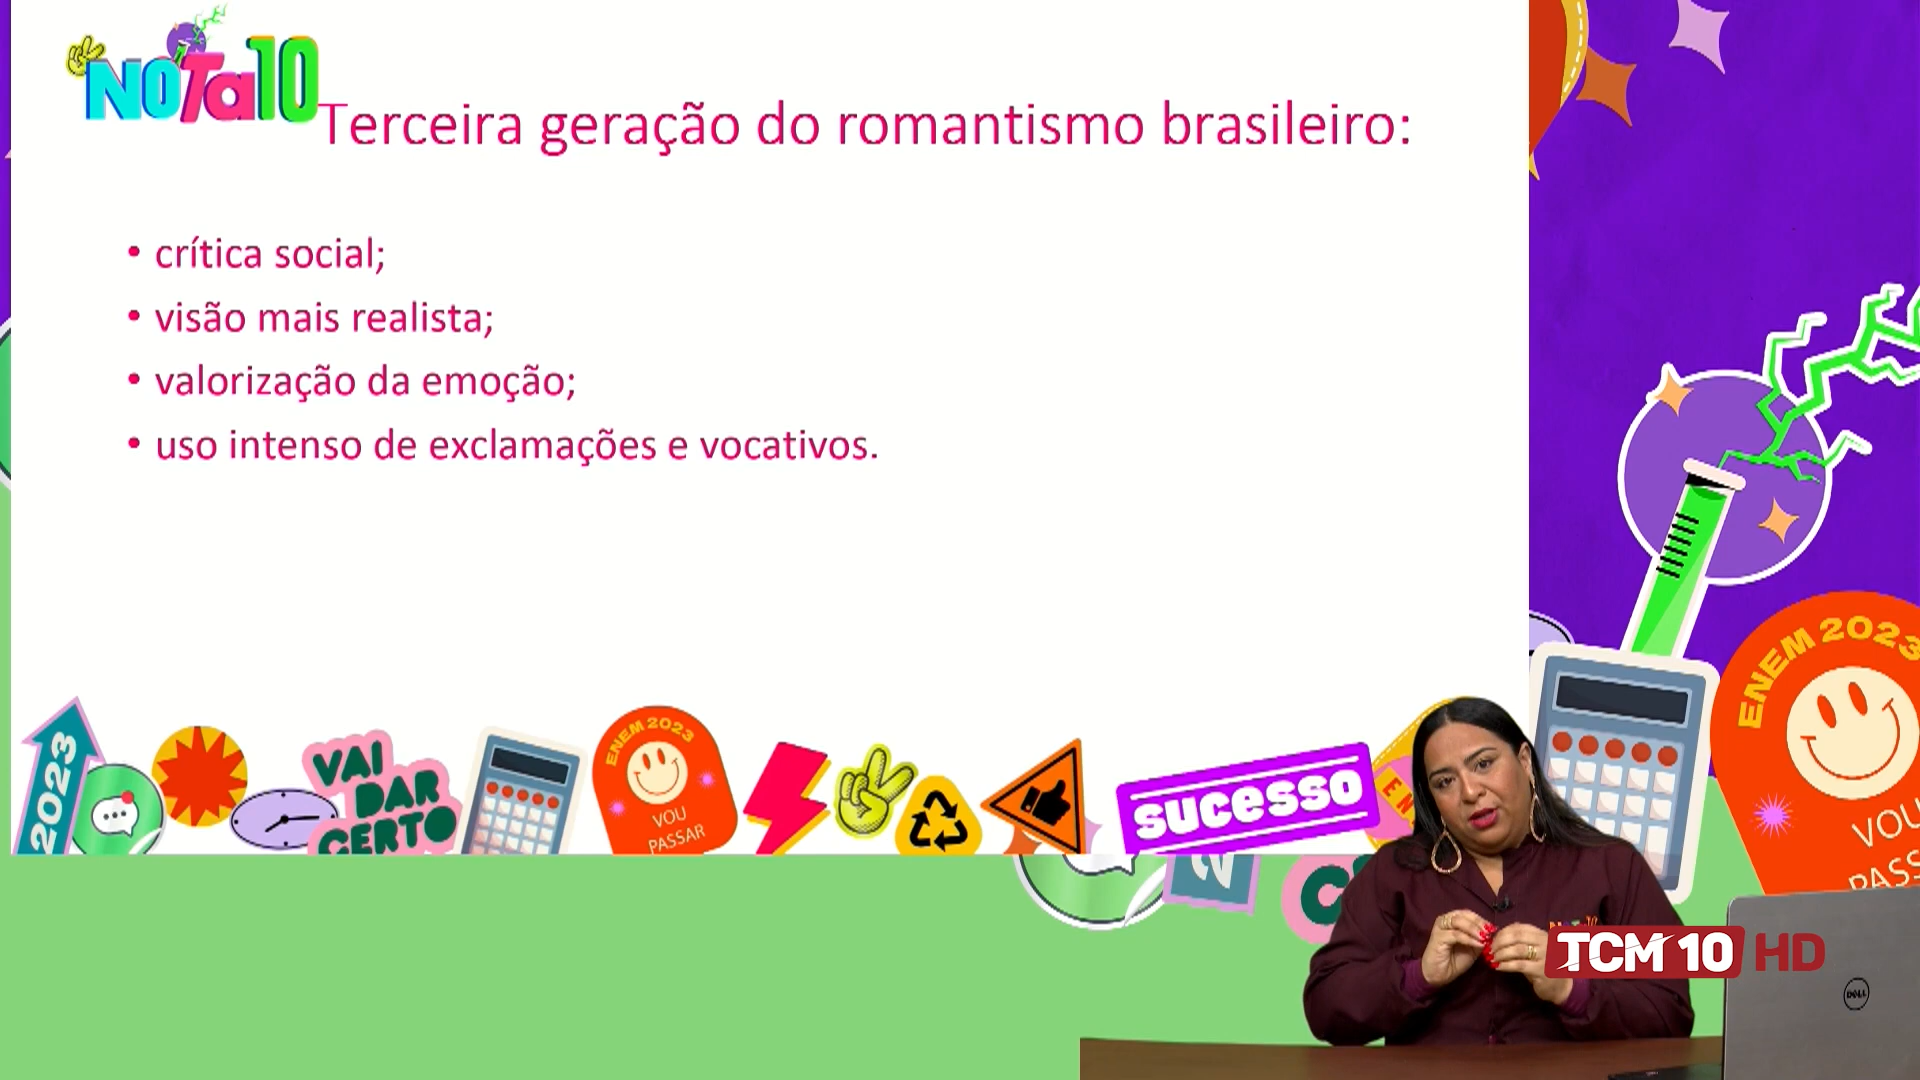 NOTa10
Terceira geração do romantismo brasileiro:
• crítica social;
• visão mais realista;
• valorização da emoção;
• uso intenso de exclamações e vocativos.
ENEM 2023
VOU
2023
VAI
DAR
CERTO
ENEM 2023
VOU
PASSAR
sucesso
TCM 10 HD
DELL